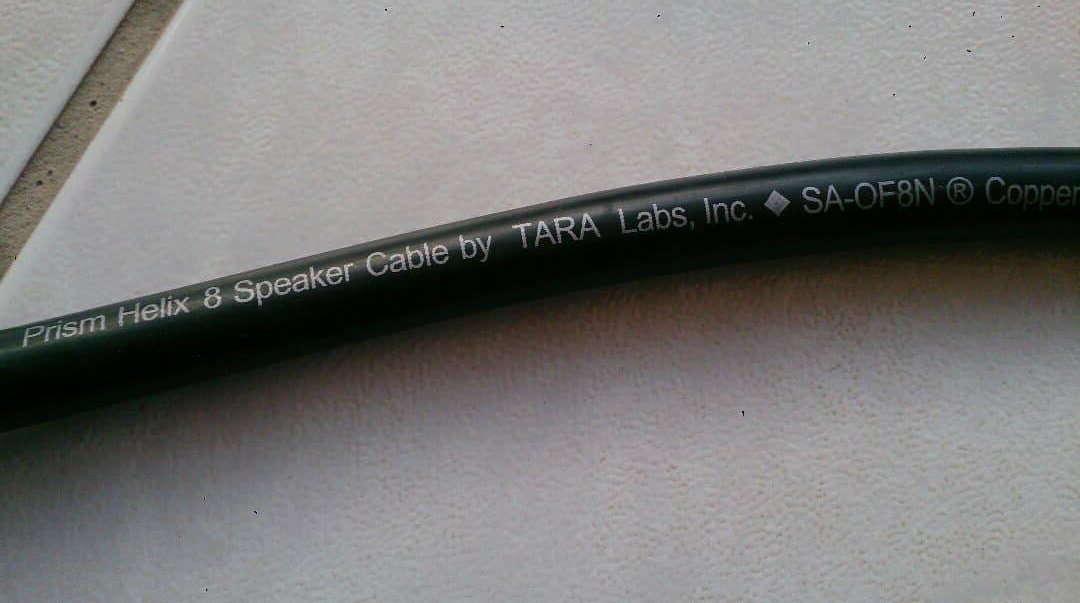 Prism Helix 8 Speaker Cable by TARA Labs, Inc. ◆ SA-OF8N ® Copper